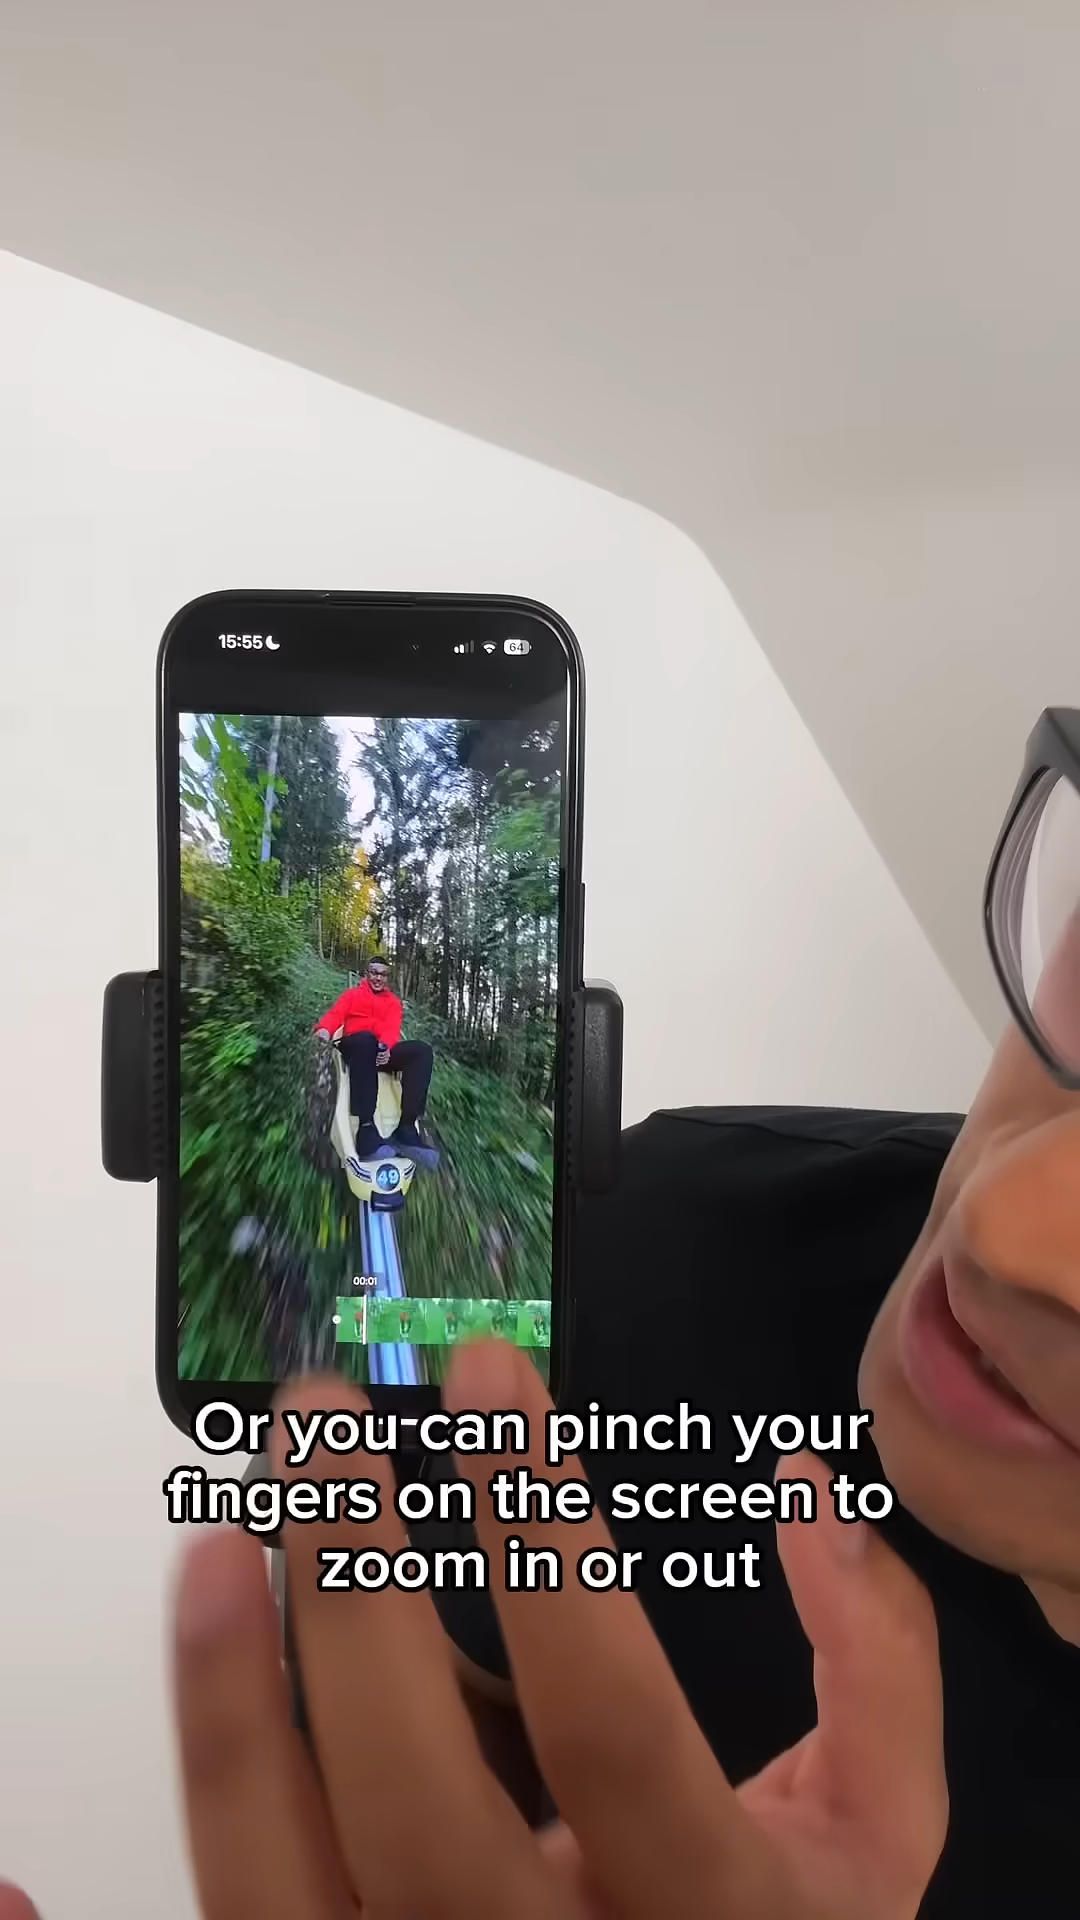 15:55
64
49
00:01
Or you can pinch your
fingers on the screen to
zoom in or out